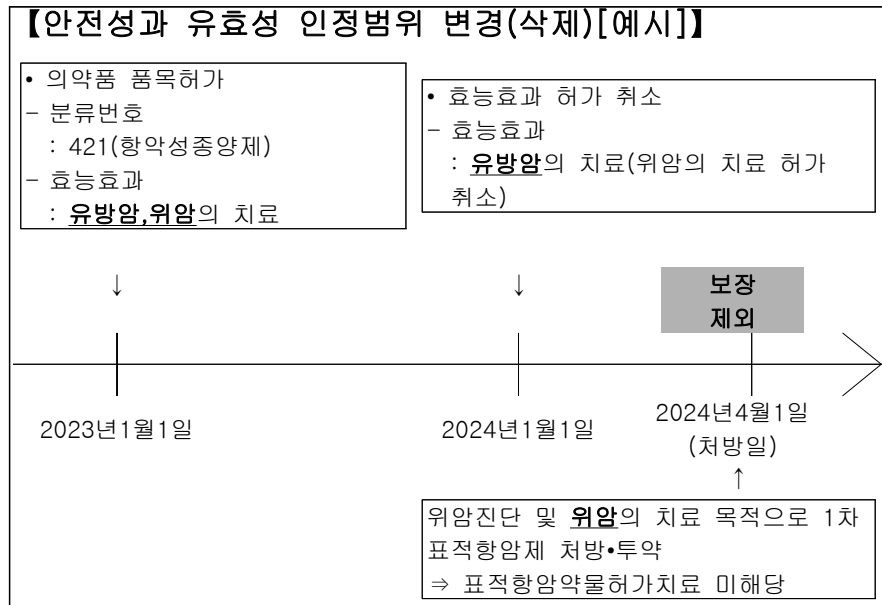 【안전성과 유효성 인정범위 변경(삭제)[예시]】
• 의약품 품목허가
- 분류번호
: 421(항악성종양제)
- 효능효과
: 유방암,위암의 치료
• 효능효과 허가 취소
- 효능효과
: 유방암의 치료(위암의 치료 허가
취소)
↓
↓
보장
제외
2023년1월1일
2024년1월1일
2024년4월1일
(처방일)
↑
위암진단 및 위암의 치료 목적으로 1차
표적항암제 처방•투약
⇒ 표적항암약물허가치료 미해당